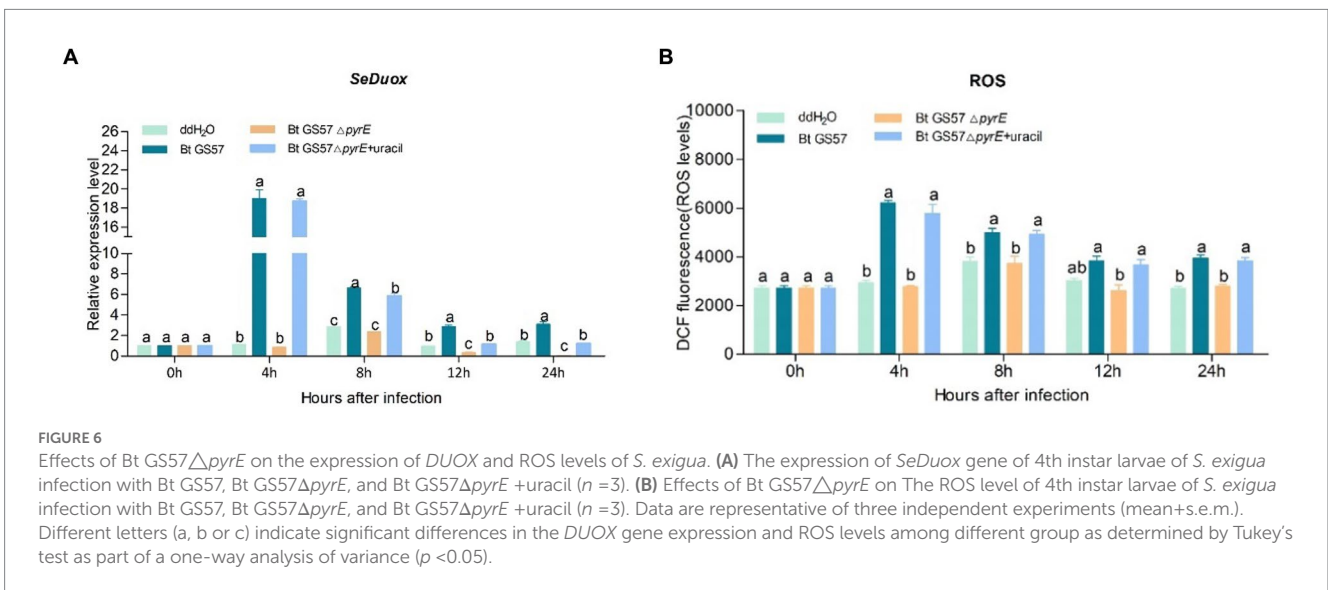 A
SeDuox
ddH₂O
Bt GS57 △pyrE
Bt GS57
Bt GS57△pyrE+uracil
Relative expression level
26
24
22
20
18
16
10
8
6
4
2
0
a a a a
b a b a
c a c b
b a c b
b a c b
0h 4h 8h 12h 24h
Hours after infection
B
ROS
ddH₂O
Bt GS57 △pyrE
Bt GS57
Bt GS57△pyrE+uracil
DCF fluorescence(ROS levels)
10000
8000
6000
4000
2000
0
a a a a
b a b a
b a b a
ab a b a
b a b a
0h 4h 8h 12h 24h
Hours after infection
FIGURE 6
Effects of Bt GS57△pyrE on the expression of DUOX and ROS levels of S. exigua. (A) The expression of SeDuox gene of 4th instar larvae of S. exigua
infection with Bt GS57, Bt GS57ΔpyrE, and Bt GS57ΔpyrE +uracil (n =3). (B) Effects of Bt GS57△pyrE on The ROS level of 4th instar larvae of S. exigua
infection with Bt GS57, Bt GS57ΔpyrE, and Bt GS57ΔpyrE +uracil (n =3). Data are representative of three independent experiments (mean+s.e.m.).
Different letters (a, b or c) indicate significant differences in the DUOX gene expression and ROS levels among different group as determined by Tukey's
test as part of a one-way analysis of variance (p <0.05).